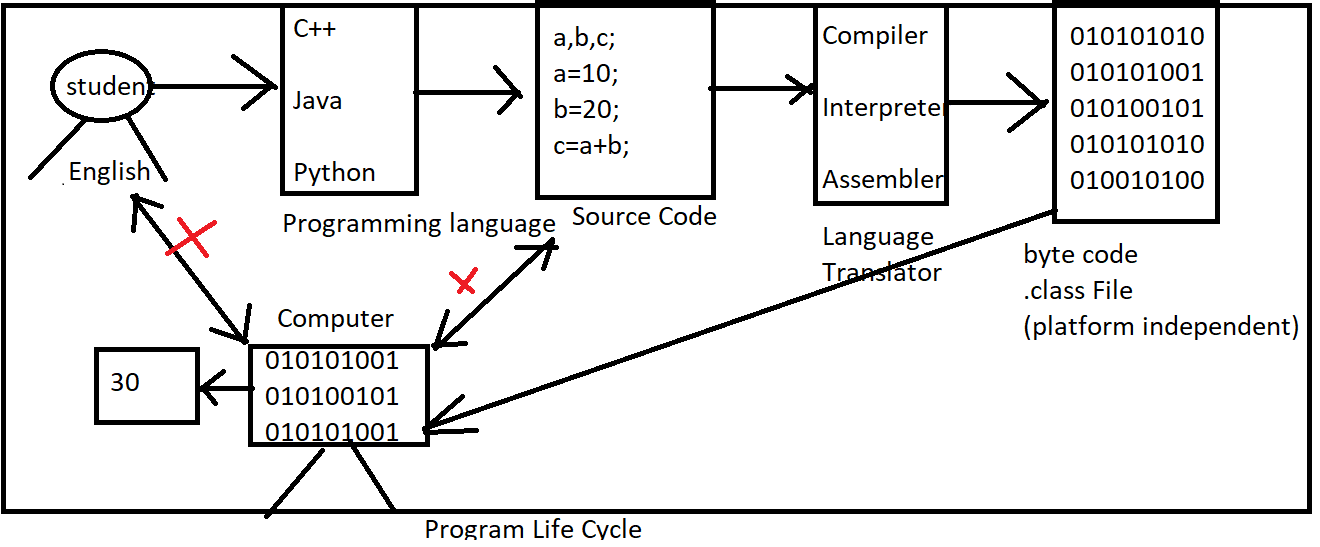 student
English
C++
Java
Python
Programming language
a,b,c;
a=10;
b=20;
c=a+b;
Source Code
Compiler
Interpreter
Assembler
Language
Translator
010101010
010101001
010100101
010101010
010010100
byte code
.class File
(platform independent)
Computer
010101001
010100101
010101001
30
Program Life Cycle